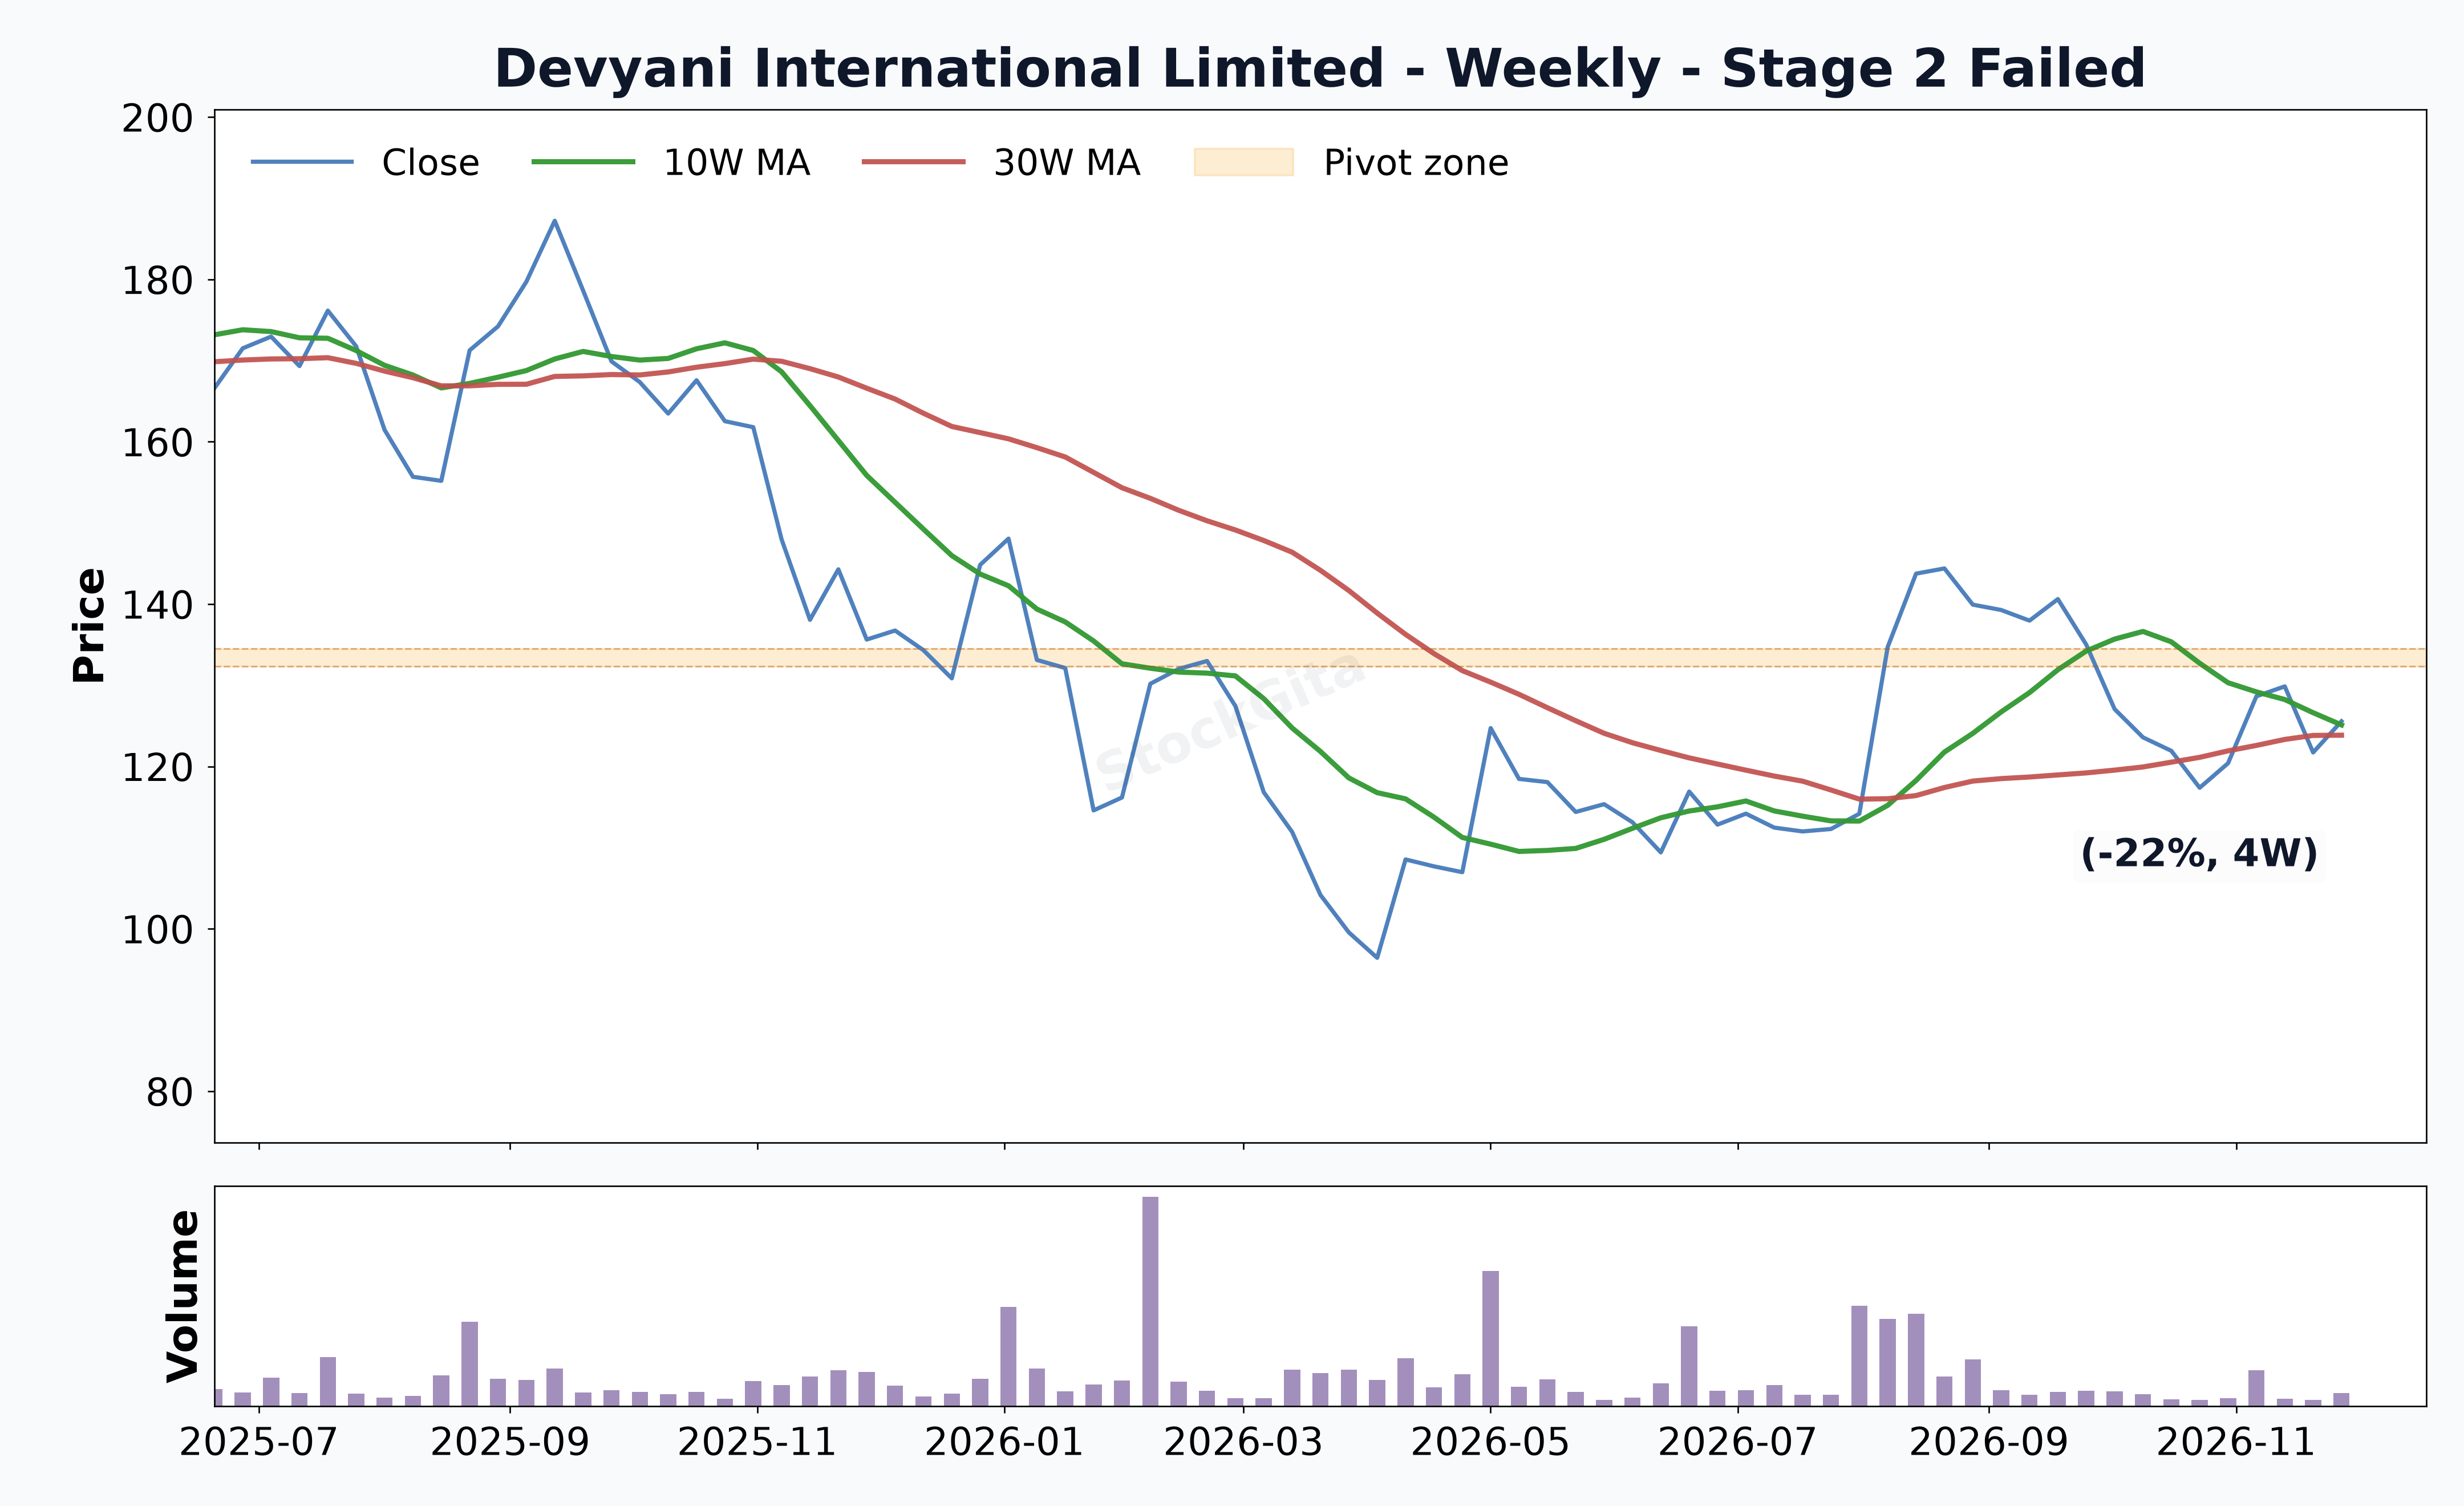 Devyani International Limited - Weekly - Stage 2 Failed
Close 10W MA 30W MA Pivot zone
Price
200
180
160
140
120
100
80
StockGita
(-22%, 4W)
Volume
2025-07 2025-09 2025-11 2026-01 2026-03 2026-05 2026-07 2026-09 2026-11